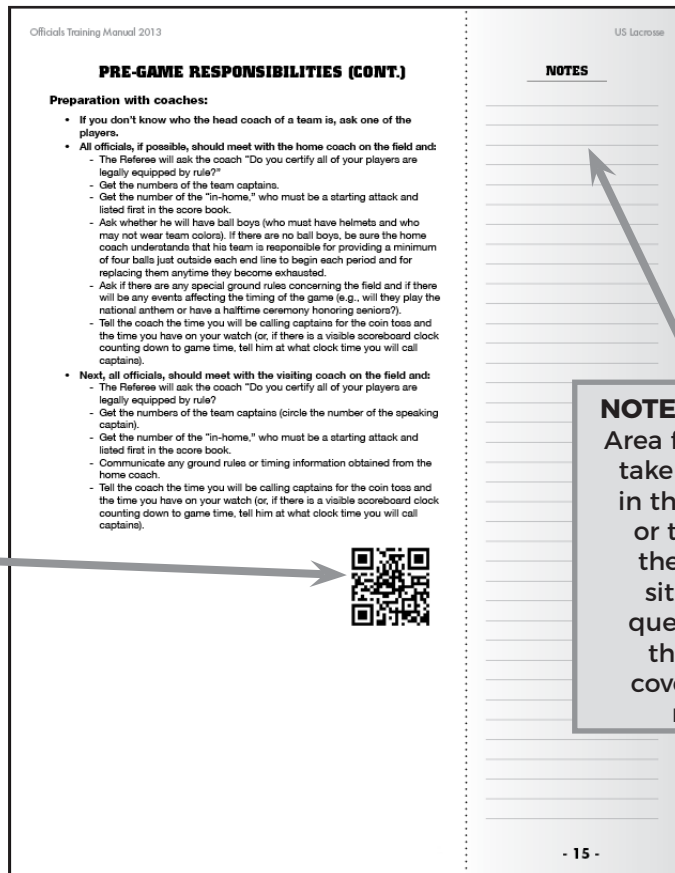 Officials Training Manual 2013
US Lacrosse
PRE-GAME RESPONSIBILITIES (CONT.)
Preparation with coaches:
• If you don’t know who the head coach of a team is, ask one of the
players.
• All officials, if possible, should meet with the home coach on the field and:
- The Referee will ask the coach “Do you certify all of your players are
legally equipped by rule?”
- Get the numbers of the team captains.
- Get the number of the “in-home,” who must be a starting attack and
listed first in the score book.
- Ask whether he will have ball boys (who must have helmets and who
may not wear team colors). If there are no ball boys, be sure the home
coach understands that his team is responsible for providing a minimum
of four balls just outside each end line to begin each period and for
replacing them anytime they become exhausted.
- Ask if there are any special ground rules concerning the field and if there
will be any events affecting the timing of the game (e.g., will they play the
national anthem or have a halftime ceremony honoring seniors?).
- Tell the coach the time you will be calling captains for the coin toss and
the time you have on your watch (or, if there is a visible scoreboard clock
counting down to game time, tell him at what clock time you will call
captains).
• Next, all officials, should meet with the visiting coach on the field and:
- The Referee will ask the coach “Do you certify all of your players are
legally equipped by rule?
- Get the numbers of the team captains (circle the number of the speaking
captain).
- Get the number of the “in-home,” who must be a starting attack and
listed first in the score book.
- Communicate any ground rules or timing information obtained from the
home coach.
- Tell the coach the time you will be calling captains for the coin toss and
the time you have on your watch (or, if there is a visible scoreboard clock
counting down to game time, tell him at what clock time you will call
captains).
NOTES
NOTE
Area
take
in
or
que
- 15 -